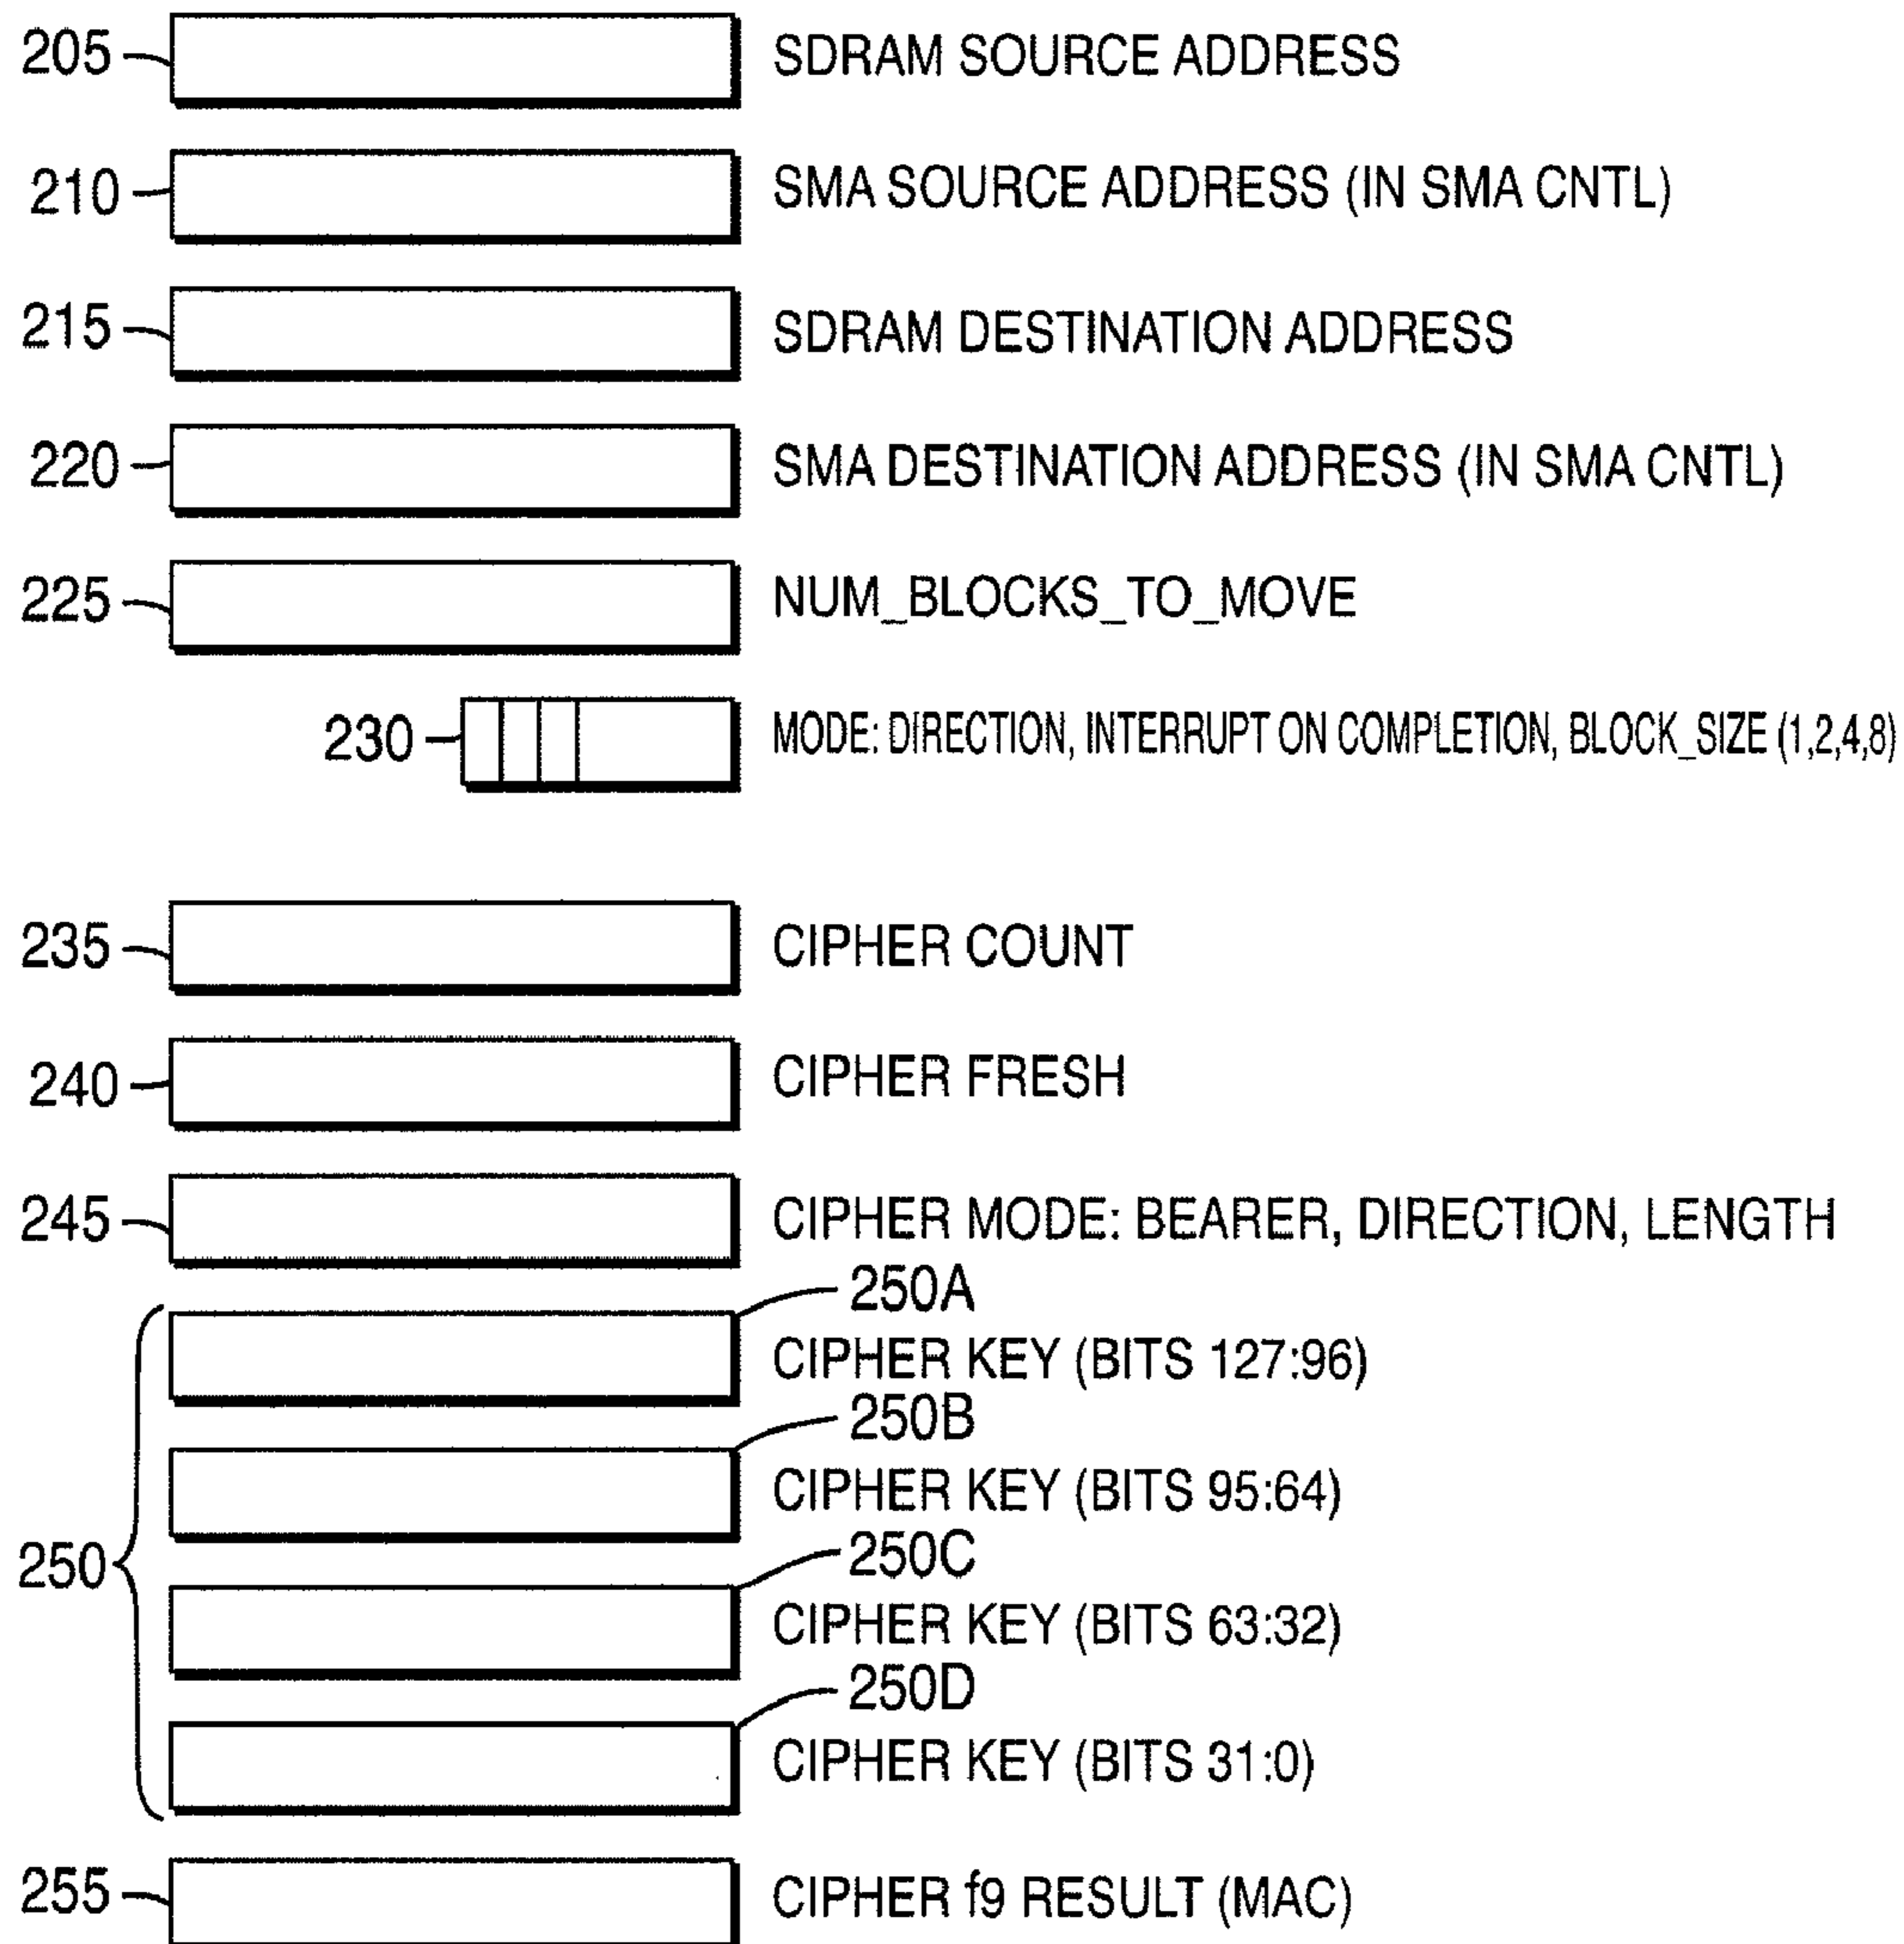 205 SDRAM SOURCE ADDRESS
210 SMA SOURCE ADDRESS (IN SMA CNTL)
215 SDRAM DESTINATION ADDRESS
220 SMA DESTINATION ADDRESS (IN SMA CNTL)
225 NUM_BLOCKS_TO_MOVE
230 MODE: DIRECTION, INTERRUPT ON COMPLETION, BLOCK_SIZE (1,2,4,8)
235 CIPHER COUNT
240 CIPHER FRESH
245 CIPHER MODE: BEARER, DIRECTION, LENGTH
250A
CIPHER KEY (BITS 127:96)
250B
CIPHER KEY (BITS 95:64)
250
250C
CIPHER KEY (BITS 63:32)
250D
CIPHER KEY (BITS 31:0)
255 CIPHER f9 RESULT (MAC)